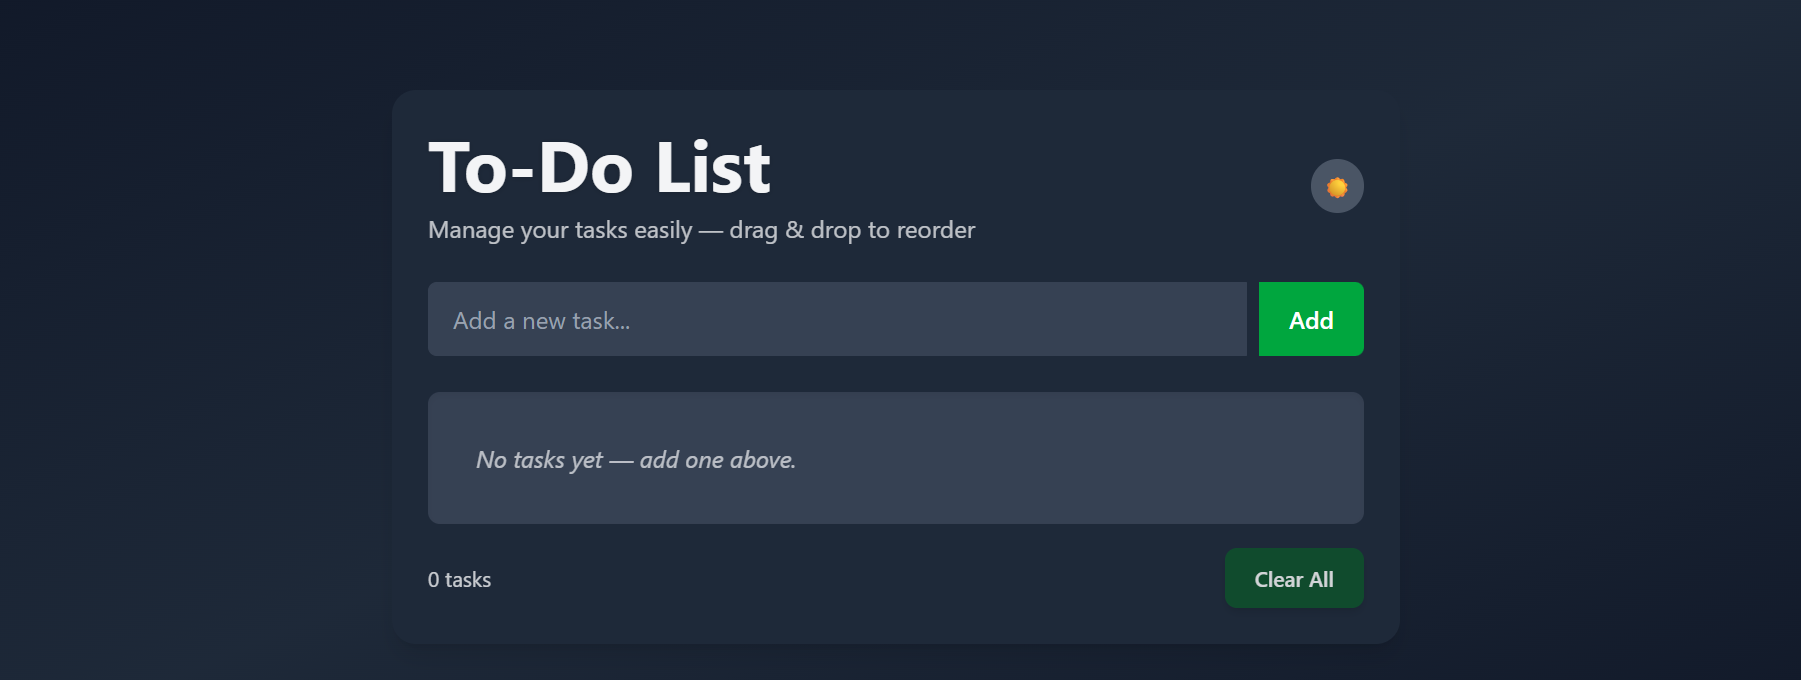 To-Do List
Manage your tasks easily — drag & drop to reorder
Add a new task...
Add
No tasks yet — add one above.
0 tasks
Clear All